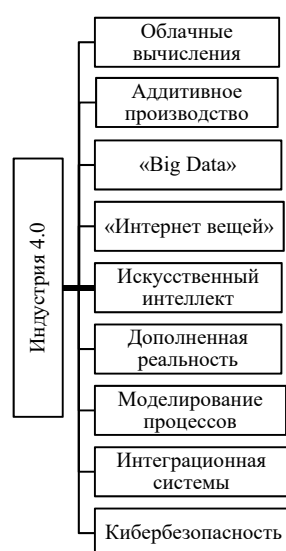 Индустрия 4.0
Облачные
вычисления
Аддитивное
производство
«Big Data»
«Интернет вещей»
Искусственный
интеллект
Дополненная
реальность
Моделирование
процессов
Интеграционная
системы
Кибербезопасность